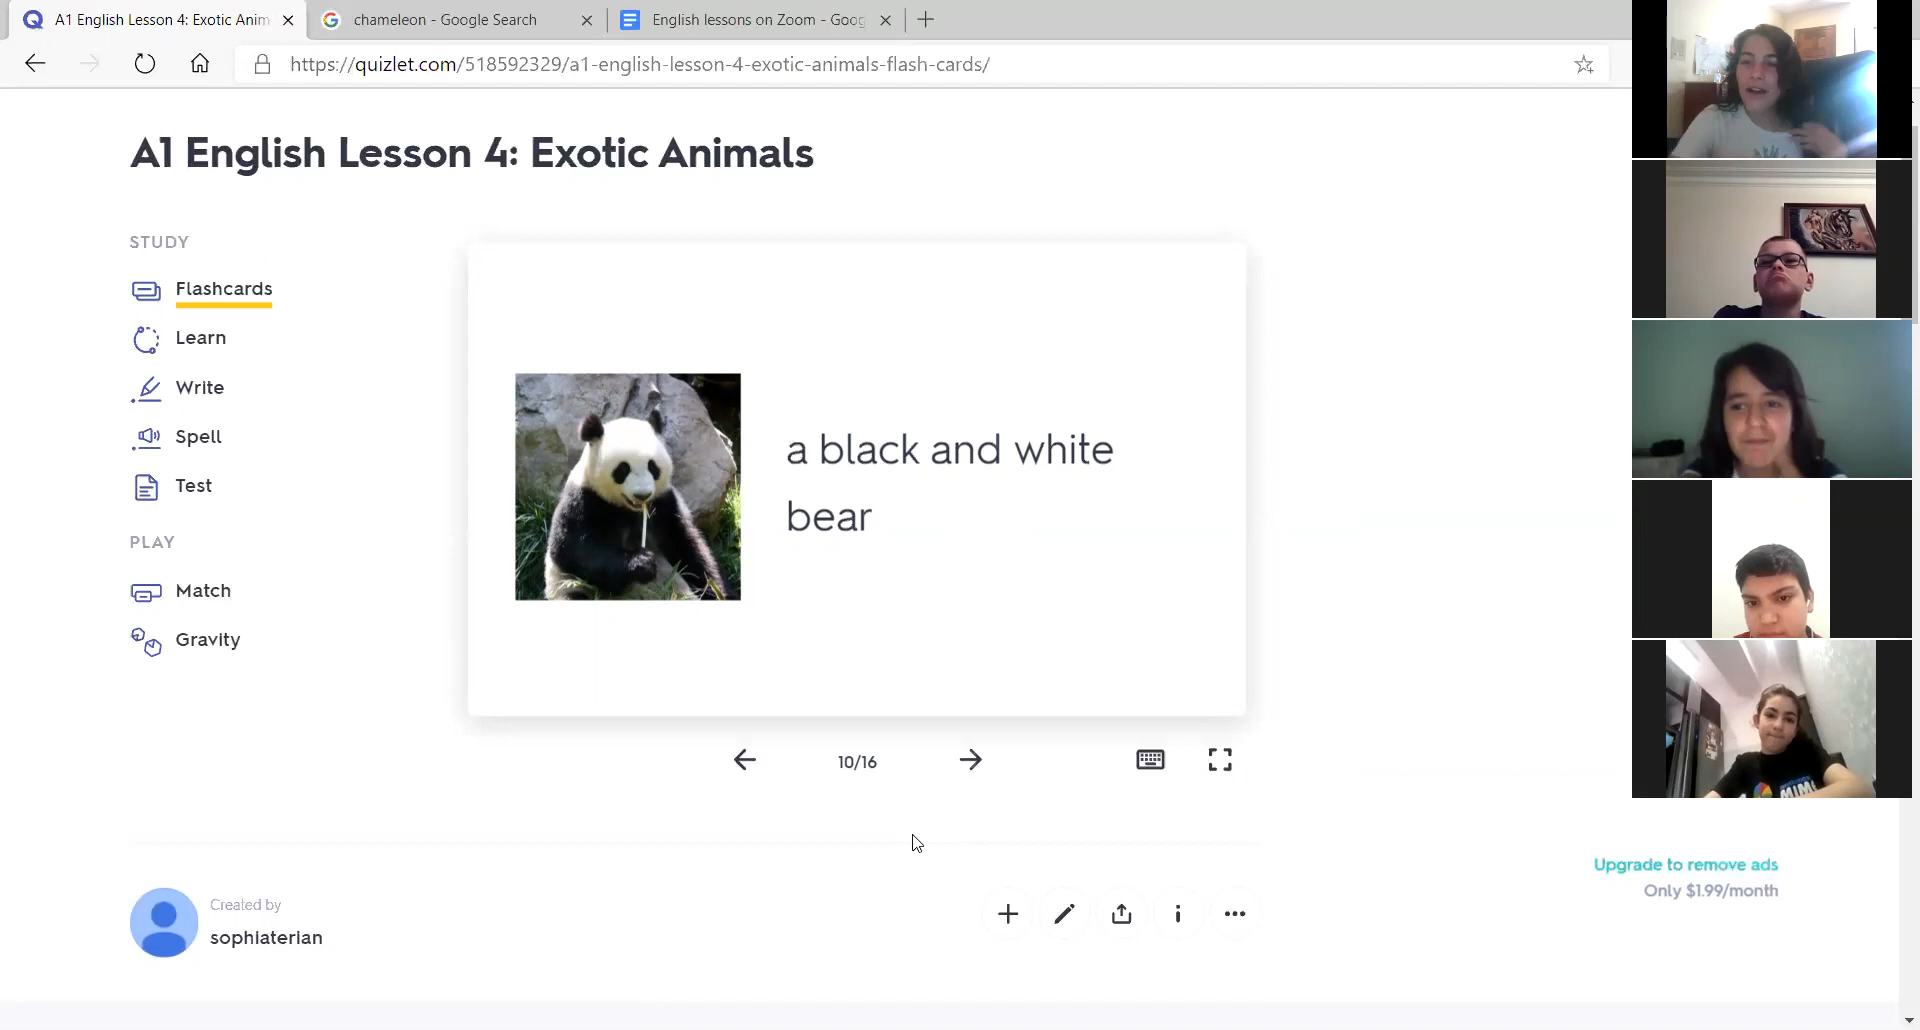 A1 English Lesson 4: Exotic Anim
chameleon - Google Search
English lessons on Zoom - Goog
https://quizlet.com/518592329/a1-english-lesson-4-exotic-animals-flash-cards/
A1 English Lesson 4: Exotic Animals
STUDY
Flashcards
Learn
Write
Spell
Test
PLAY
Match
Gravity
a black and white
bear
10/16
Upgrade to remove ads
Only $1.99/month
Created by
sophiaterian